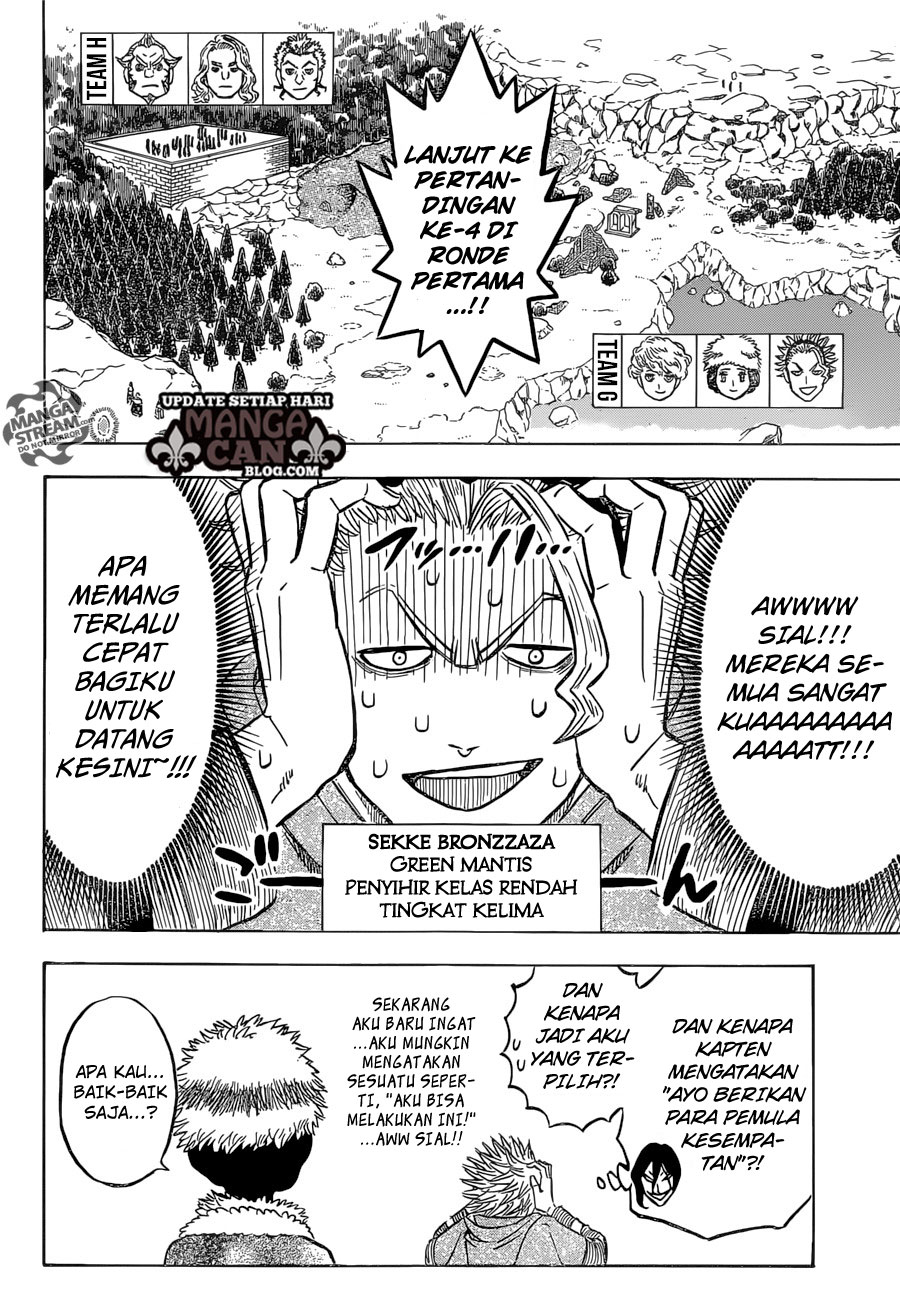 TEAM H
LANJUT KE
PERTAN-
DINGAN
KE-4 DI
RONDE
PERTAMA
...!!
TEAM G
MANGA
STREAM
DO NOT MIRROR
UPDATE SETIAP HARI
MANGA
CAN
BLOG.COM
AWWWW
SIAL!!!
MEREKA SE-
MUA SANGAT
KUAAAAAAAAA
AAAAATT!!!
APA
MEMANG
TERLALU
CEPAT
BAGIKU
UNTUK
DATANG
KESINI~!!!
フッ…ハ…
SEKKE BRONZZAZA
GREEN MANTIS
PENYIHIR KELAS RENDAH
TINGKAT KELIMA
DAN KENAPA
KAPTEN
MENGATAKAN
"AYO BERIKAN
PARA PEMULA
KESEMPA-
TAN"?!
DAN
KENAPA
JADI AKU
YANG TER-
PILIH?!
SEKARANG
AKU BARU INGAT
...AKU MUNGKIN
MENGATAKAN
SESUATU SEPER-
TI, "AKU BISA
MELAKUKAN INI!"
...AWW SIAL!!
APA KAU...
BAIK-BAIK
SAJA...?